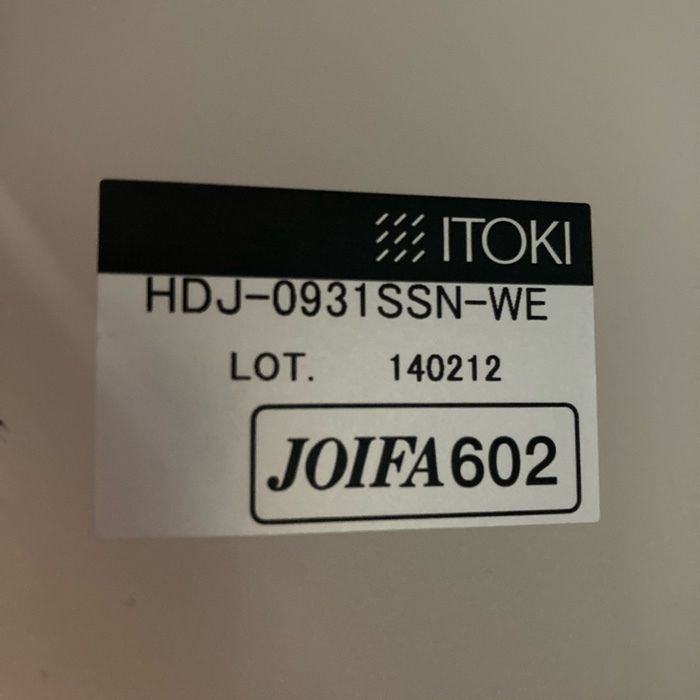 ITOKI
HDJ-0931SSN-WE
LOT. 140212
JOIFA602